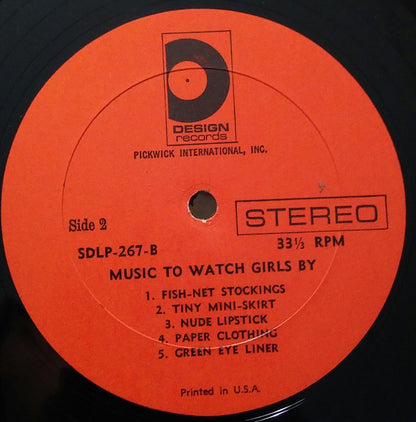 DESIGN
records
PICKWICK INTERNATIONAL, INC.
Side 2
STEREO
SDLP-267-B
33⅓ RPM
MUSIC TO WATCH GIRLS BY
1. FISH-NET STOCKINGS
2. TINY MINI-SKIRT
3. NUDE LIPSTICK
4. PAPER CLOTHING
5. GREEN EYE LINER
Printed in U.S.A.